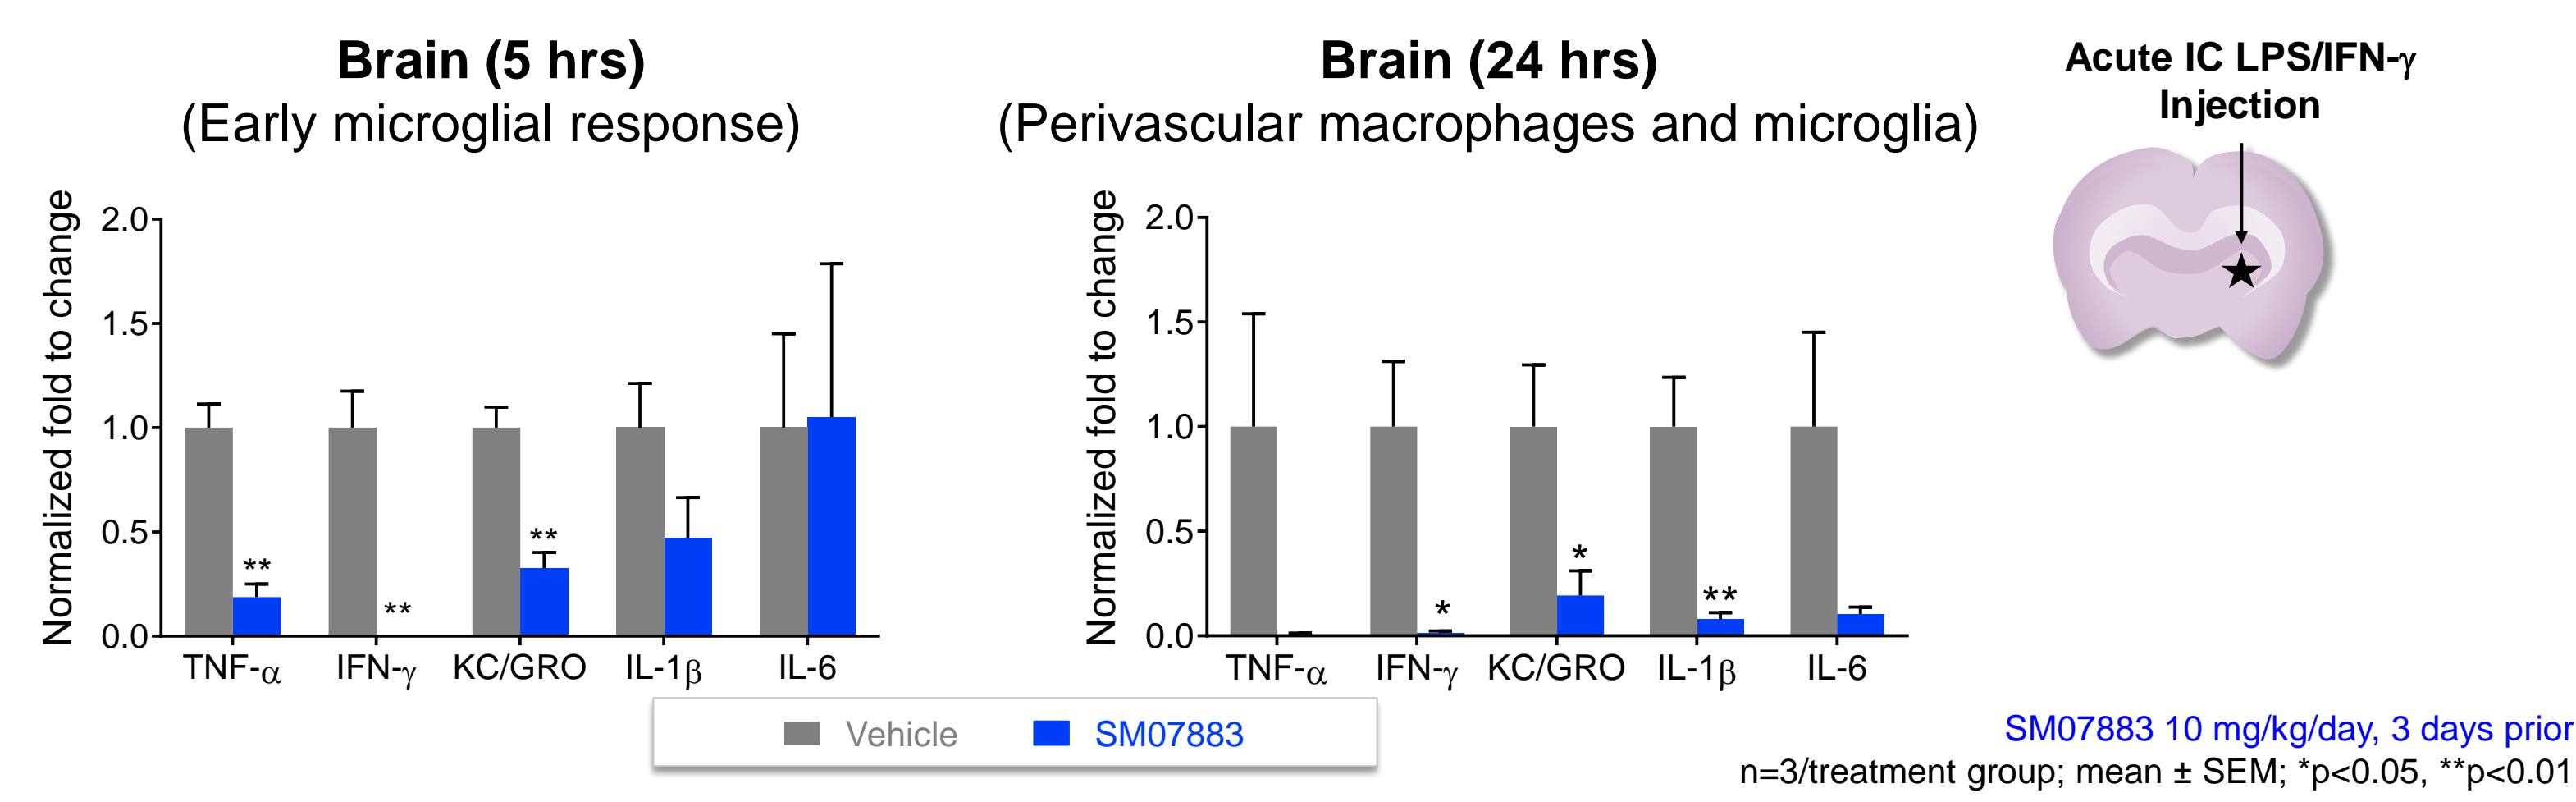 Brain (5 hrs)
(Early microglial response)
Normalized fold to change
2.0
1.5
1.0
0.5
0.0
**
**
**
TNF-α IFN-γ KC/GRO IL-1β IL-6
Brain (24 hrs)
(Perivascular macrophages and microglia)
Normalized fold to change
2.0
1.5
1.0
0.5
0.0
*
*
**
TNF-α IFN-γ KC/GRO IL-1β IL-6
Acute IC LPS/IFN-γ
Injection
Vehicle SM07883
SM07883 10 mg/kg/day, 3 days prior
n=3/treatment group; mean ± SEM; *p<0.05, **p<0.01